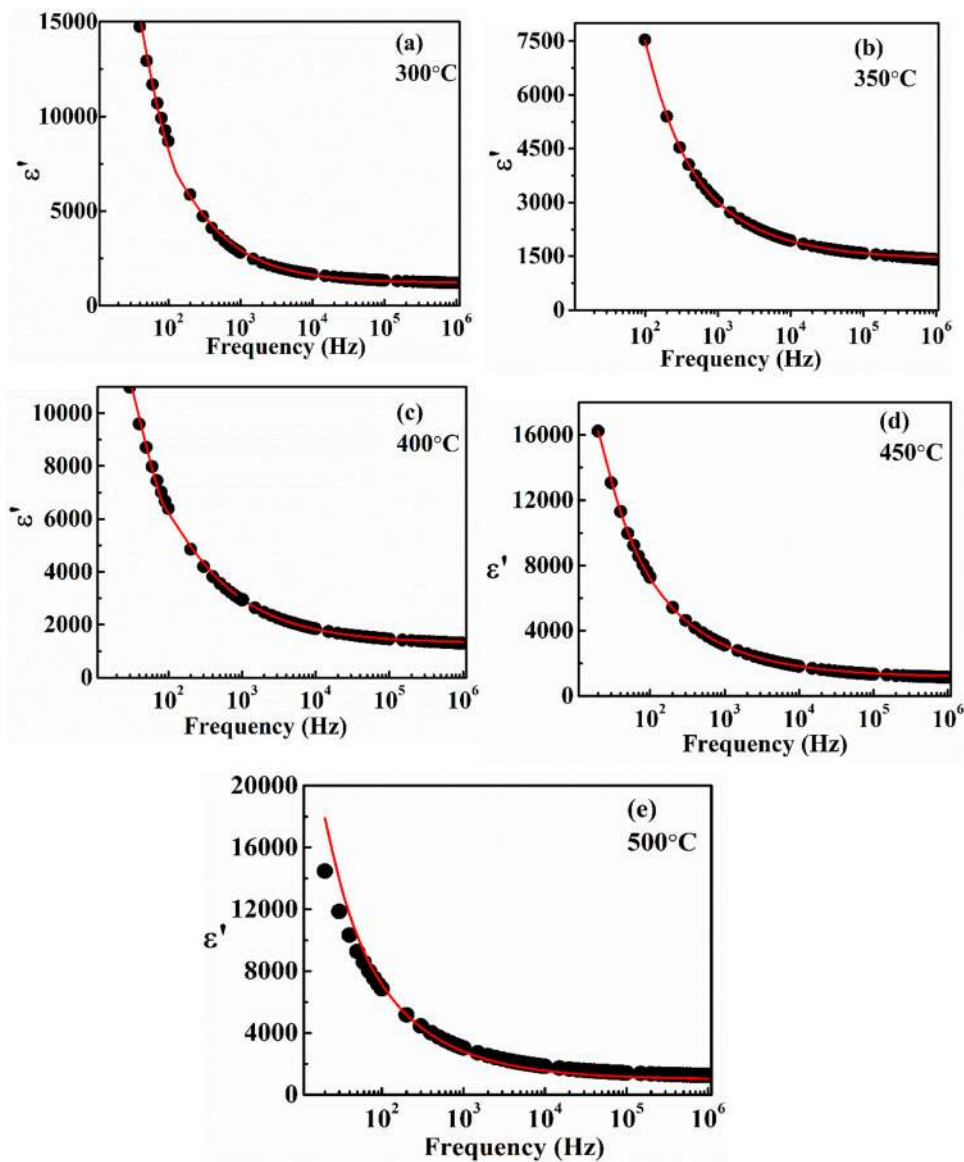 15000
10000
5000
0
ε'
(a)
300°C
10² 10³ 10⁴ 10⁵ 10⁶
Frequency (Hz)
7500
6000
4500
3000
1500
0
ε'
(b)
350°C
10² 10³ 10⁴ 10⁵ 10⁶
Frequency (Hz)
10000
8000
6000
4000
2000
0
ε'
(c)
400°C
10² 10³ 10⁴ 10⁵ 10⁶
Frequency (Hz)
16000
12000
8000
4000
0
ε'
(d)
450°C
10² 10³ 10⁴ 10⁵ 10⁶
Frequency (Hz)
20000
16000
12000
8000
4000
0
ε'
(e)
500°C
10² 10³ 10⁴ 10⁵ 10⁶
Frequency (Hz)